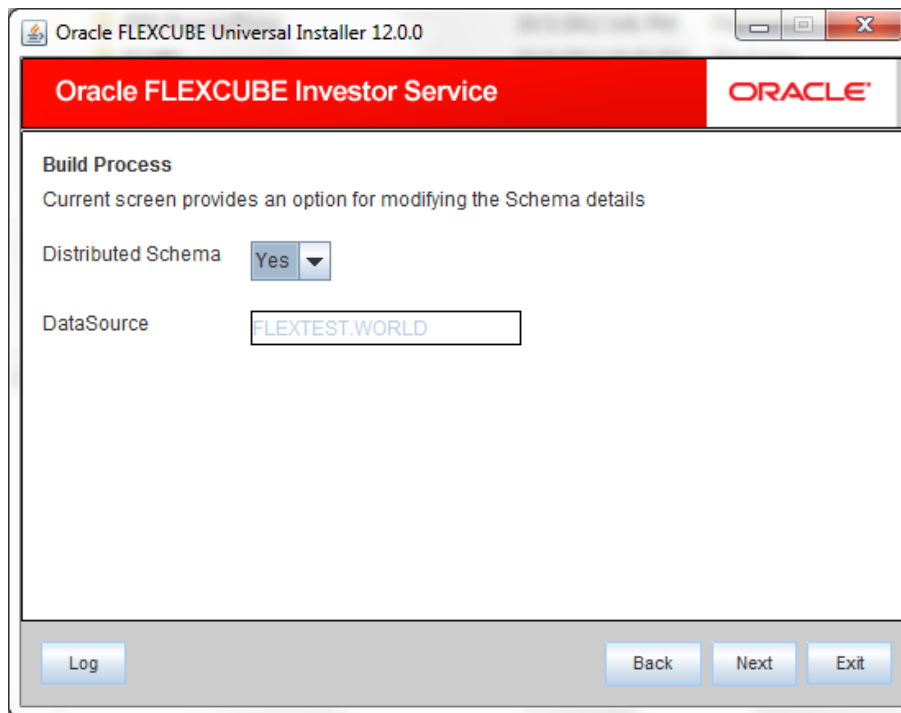 Oracle FLEXCUBE Universal Installer 12.0.0
Oracle FLEXCUBE Investor Service
ORACLE
Build Process
Current screen provides an option for modifying the Schema details
Distributed Schema Yes
DataSource FLEXTEST.WORLD
Log Back Next Exit